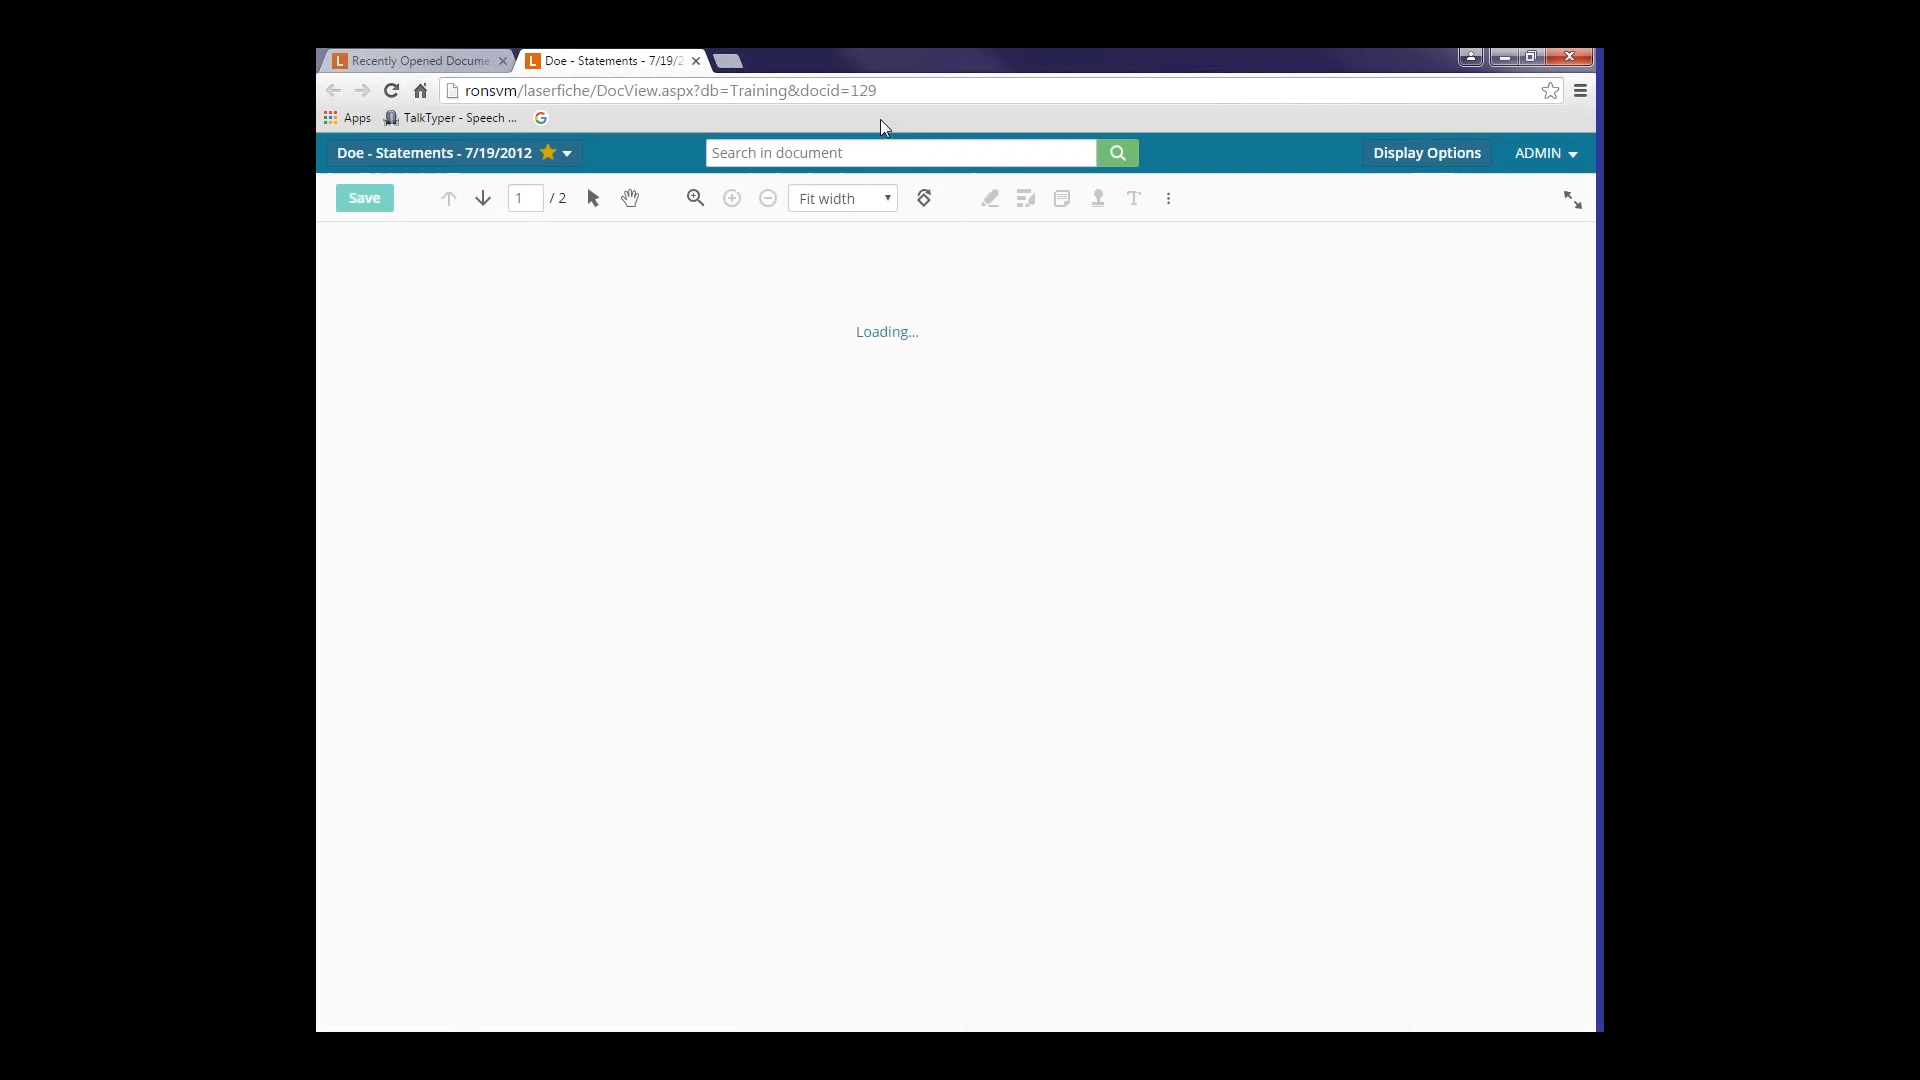 Recently Opened Docume
Doe - Statements - 7/19/2
ronsvm/laserfiche/DocView.aspx?db=Training&docid=129
Apps
TalkTyper - Speech ...
Doe - Statements - 7/19/2012
Search in document
Display Options
ADMIN
Save
1 / 2
Fit width
Loading...